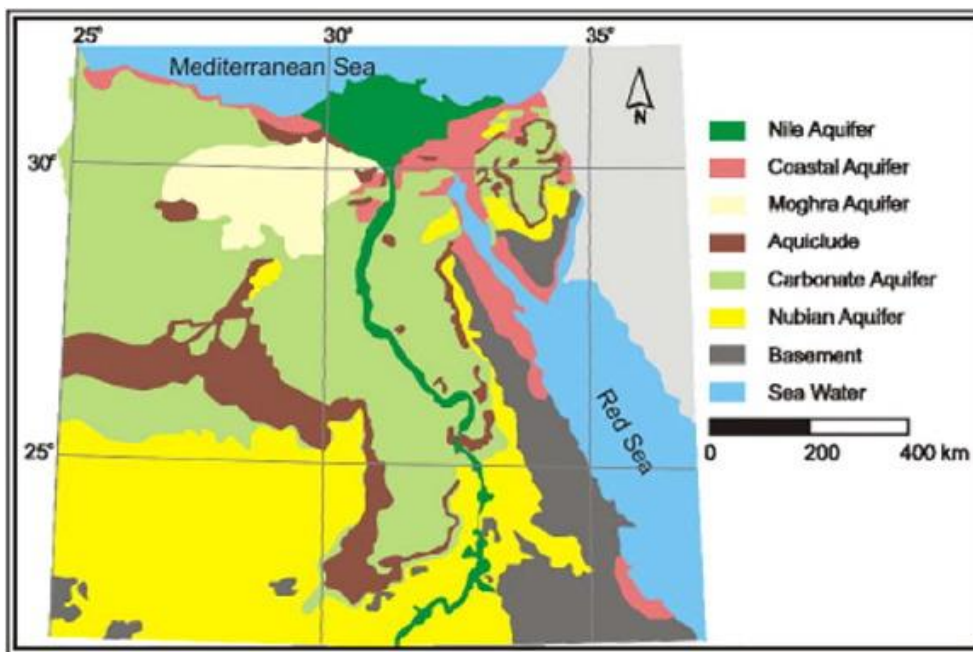 25°
30°
35°
Mediterranean Sea
N
30°
25°
Red Sea
Nile Aquifer
Coastal Aquifer
Moghra Aquifer
Aquiclude
Carbonate Aquifer
Nubian Aquifer
Basement
Sea Water
0 200 400 km